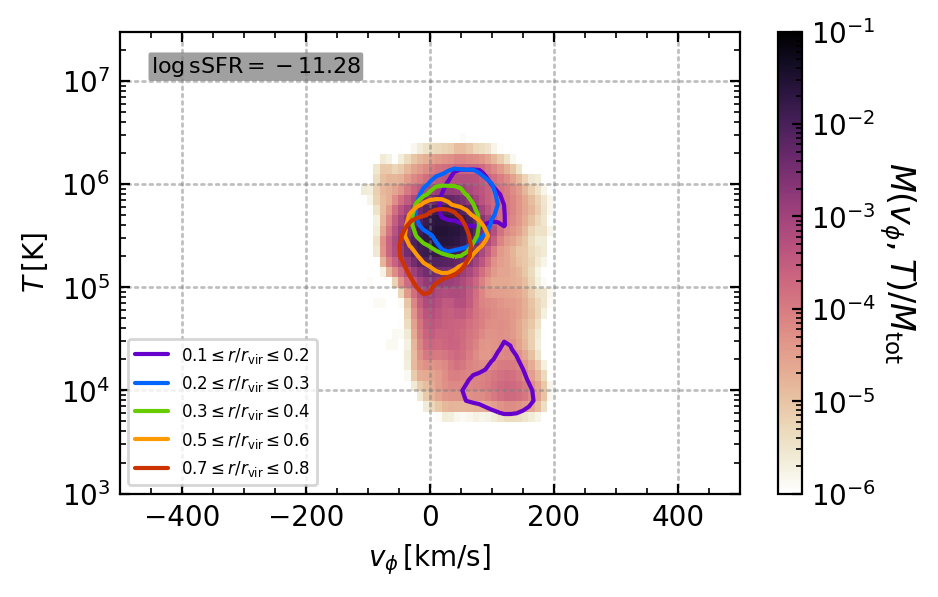 log sSFR = −11.28
10⁷
10⁶
10⁵
10⁴
10³
T [K]
0.1 ≤ r/r_vir ≤ 0.2
0.2 ≤ r/r_vir ≤ 0.3
0.3 ≤ r/r_vir ≤ 0.4
0.5 ≤ r/r_vir ≤ 0.6
0.7 ≤ r/r_vir ≤ 0.8
−400 −200 0 200 400
v_ϕ [km/s]
10⁻¹
10⁻²
10⁻³
10⁻⁴
10⁻⁵
10⁻⁶
M(v_ϕ, T)/M_tot